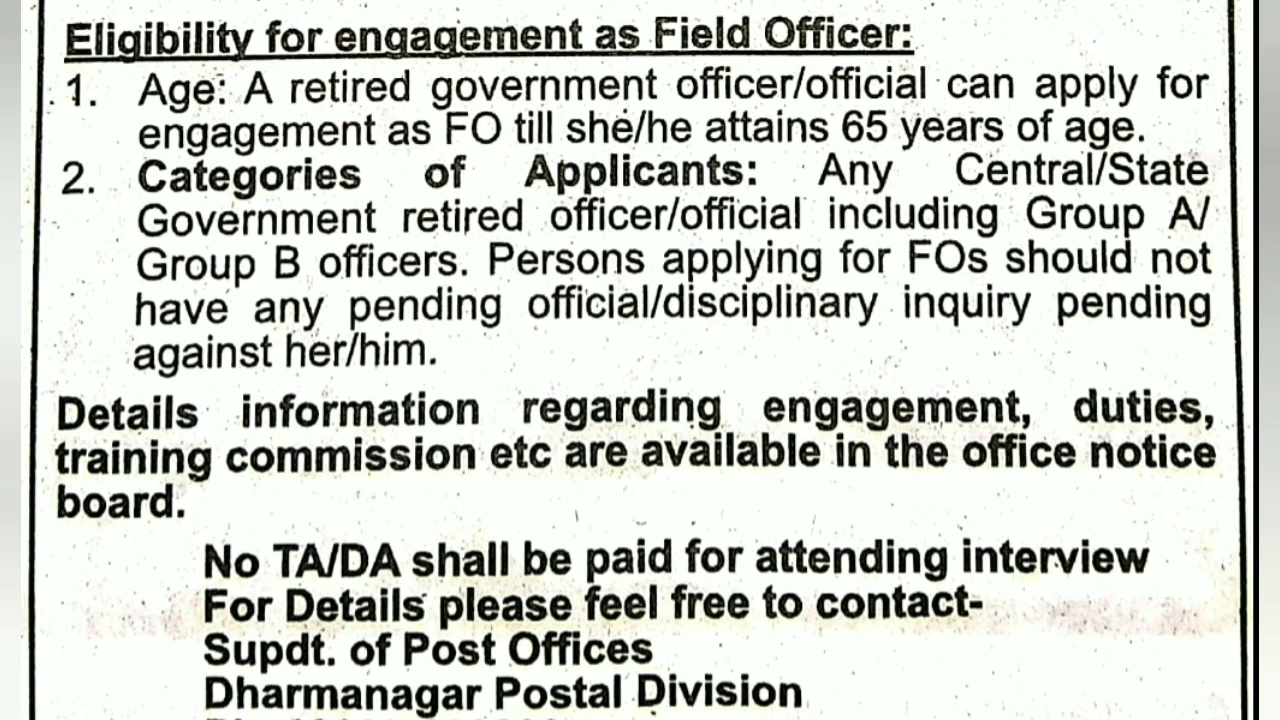 Eligibility for engagement as Field Officer:
1. Age: A retired government officer/official can apply for
engagement as FO till she/he attains 65 years of age.
2. Categories of Applicants: Any Central/State
Government retired officer/official including Group A/
Group B officers. Persons applying for FOs should not
have any pending official/disciplinary inquiry pending
against her/him.
Details information regarding engagement, duties,
training commission etc are available in the office notice
board.
No TA/DA shall be paid for attending interview
For Details please feel free to contact-
Supdt. of Post Offices
Dharmanagar Postal Division